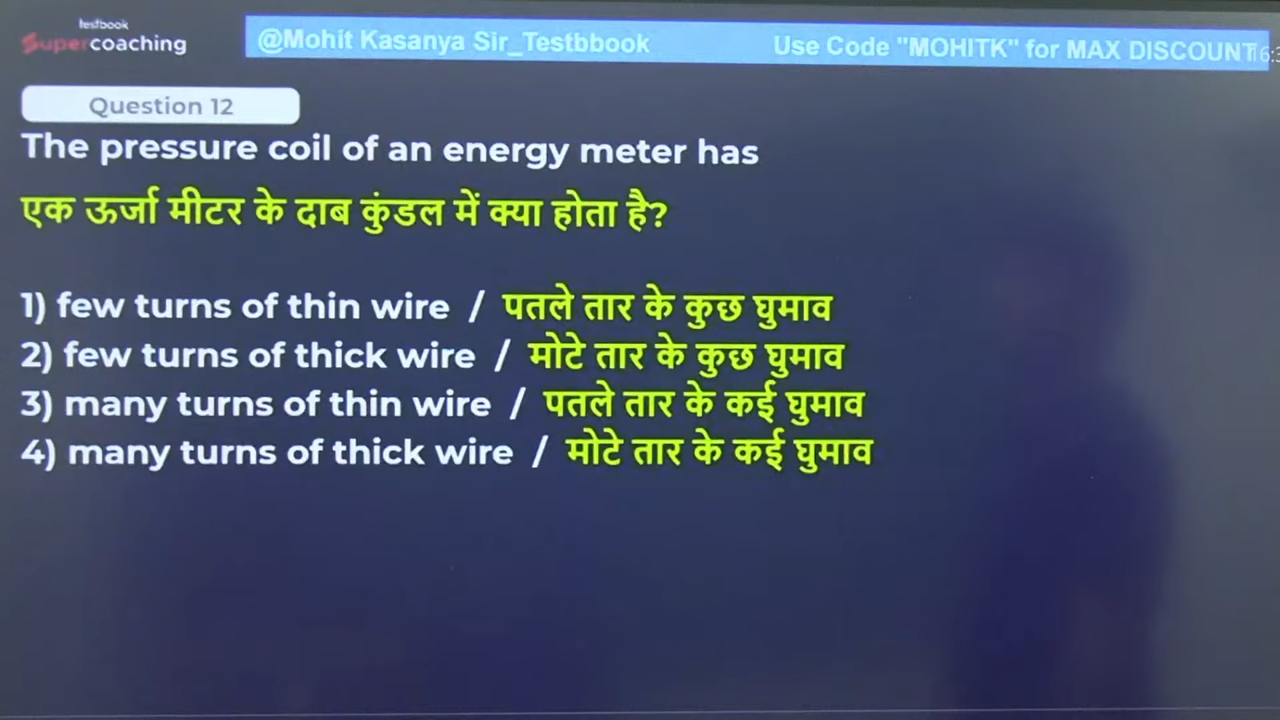 testbook
Supercoaching
@Mohit Kasanya Sir_Testbbook Use Code "MOHITK" for MAX DISCOUNT
Question 12
The pressure coil of an energy meter has
एक ऊर्जा मीटर के दाब कुंडल में क्या होता है?
1) few turns of thin wire / पतले तार के कुछ घुमाव
2) few turns of thick wire / मोटे तार के कुछ घुमाव
3) many turns of thin wire / पतले तार के कई घुमाव
4) many turns of thick wire / मोटे तार के कई घुमाव